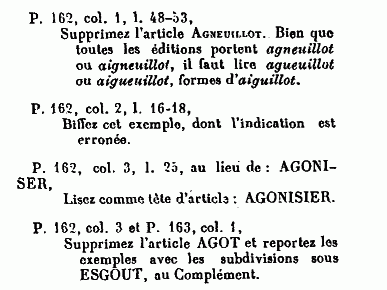 P. 162, col. 1, l. 48-53,
Supprimez l'article AGNEUILLOT. Bien que
toutes les éditions portent agneuillot
ou aigneuillot, il faut lire agueuillot
ou aigueuillot, formes d'aiguillot.
P. 162, col. 2, l. 16-18,
Biffez cet exemple, dont l'indication est
erronée.
P. 162, col. 3, l. 25, au lieu de : AGONI-
SER,
Lisez comme tête d'article : AGONISIER.
P. 162, col. 3 et P. 163, col. 1,
Supprimez l'article AGOT et reportez les
exemples avec les subdivisions sous
ESGOUT, au Complément.